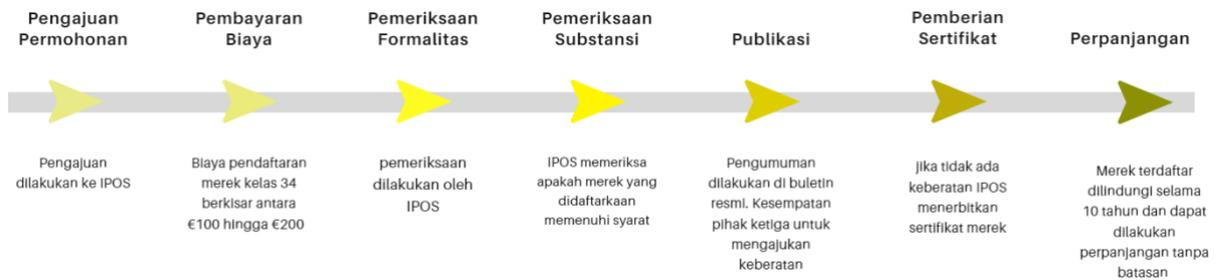 Pengajuan
Permohonan
Pengajuan
dilakukan ke IPOS
Pembayaran
Biaya
Biaya pendaftaran
merek kelas 34
berkisar antara
€100 hingga €200
Pemeriksaan
Formalitas
pemeriksaan
dilakukan oleh
IPOS
Pemeriksaan
Substansi
IPOS memeriksa
apakah merek yang
didaftarkaan
memenuhi syarat
Publikasi
Pengumuman
dilakukan di buletin
resmi. Kesempatan
pihak ketiga untuk
mengajukan
keberatan
Pemberian
Sertifikat
jika tidak ada
keberatan IPOS
menerbitkan
sertifikat merek
Perpanjangan
Merek terdaftar
dilindungi selama
10 tahun dan dapat
dilakukan
perpanjangan tanpa
batasan